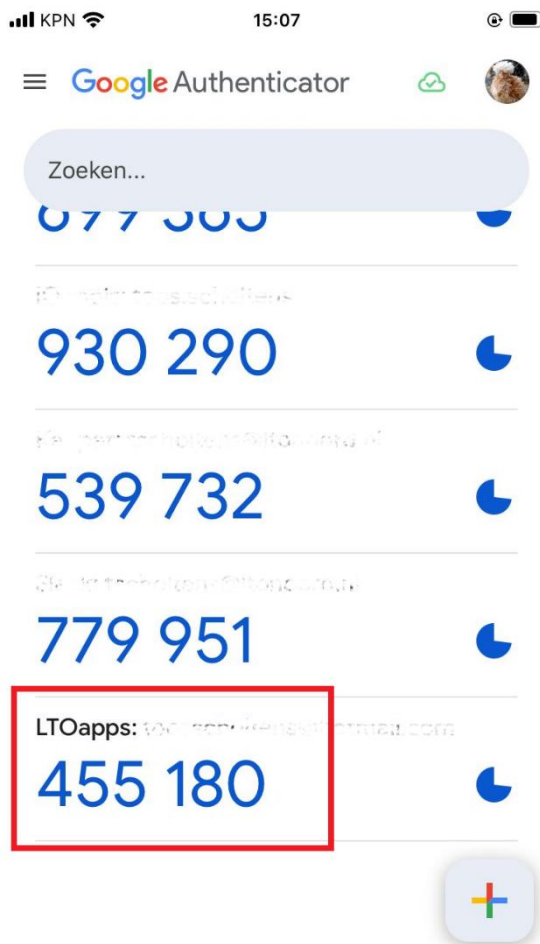 KPN 15:07
Google Authenticator
Zoeken...
930 290
539 732
779 951
LTOapps:
455 180